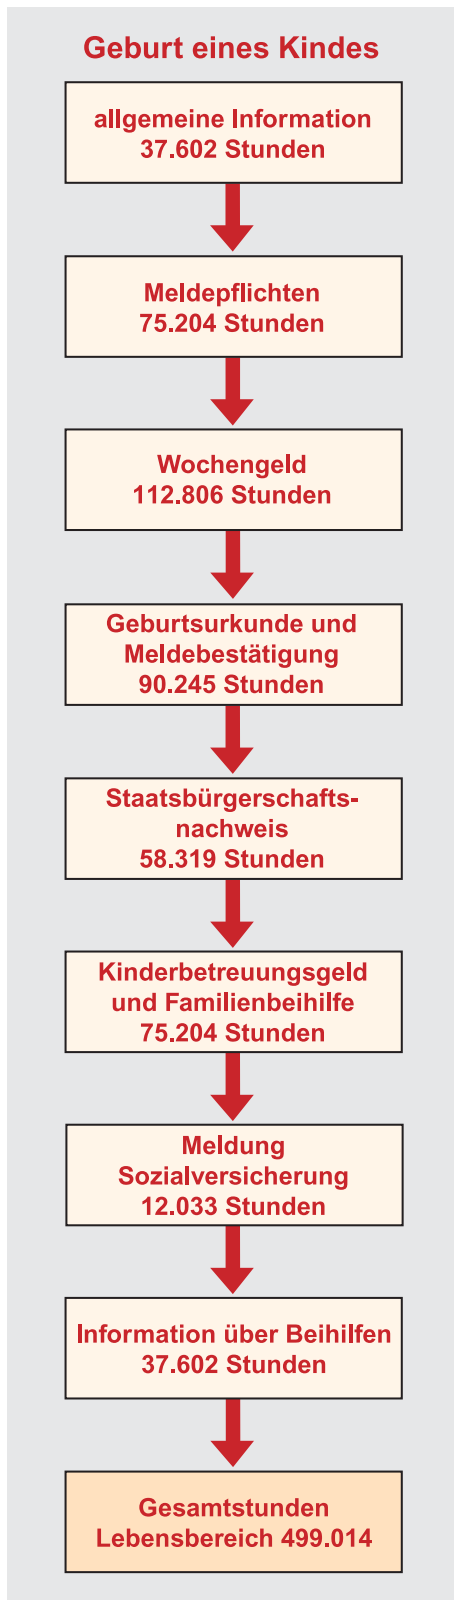 Geburt eines Kindes
allgemeine Information
37.602 Stunden
Meldepflichten
75.204 Stunden
Wochengeld
112.806 Stunden
Geburtsurkunde und
Meldebestätigung
90.245 Stunden
Staatsbürgerschafts-
nachweis
58.319 Stunden
Kinderbetreuungsgeld
und Familienbeihilfe
75.204 Stunden
Meldung
Sozialversicherung
12.033 Stunden
Information über Beihilfen
37.602 Stunden
Gesamtstunden
Lebensbereich 499.014